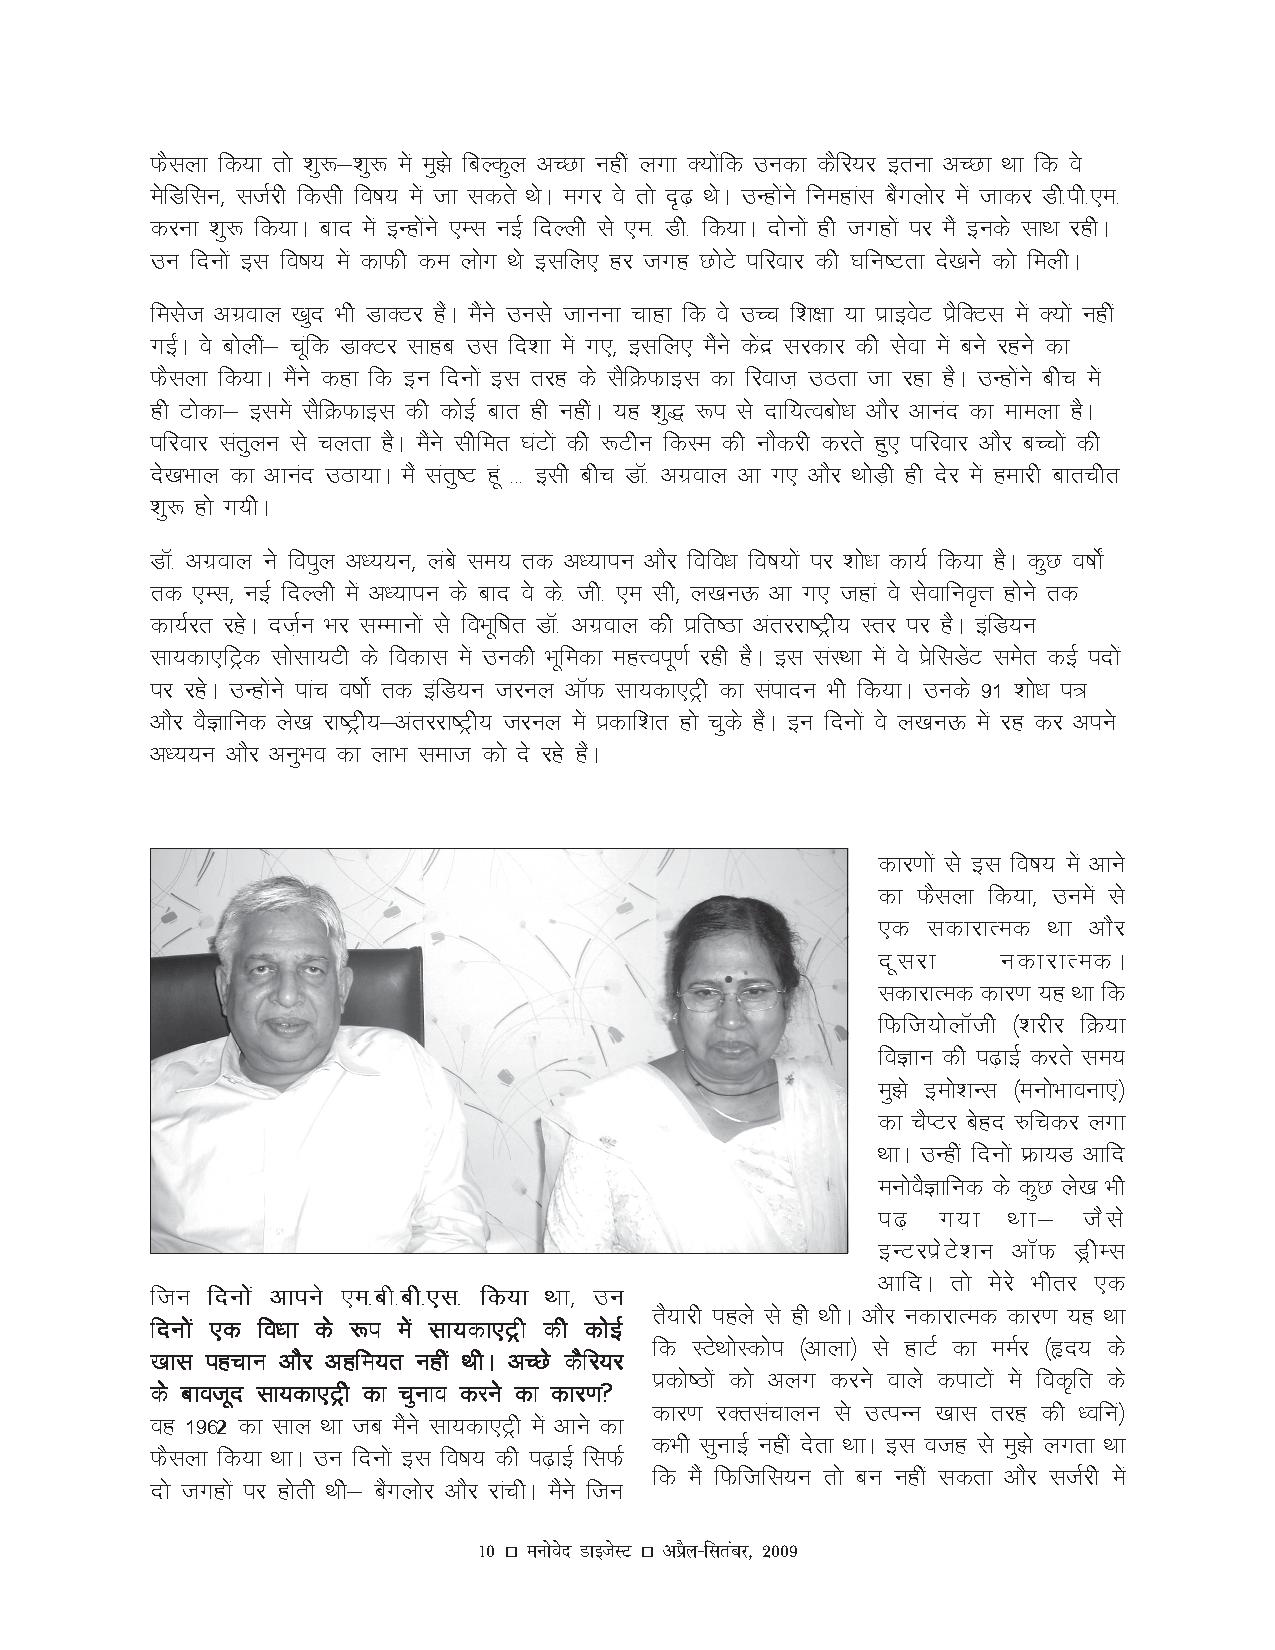 फैसला किया तो शुरू–शुरू में मुझे बिल्कुल अच्छा नहीं लगा क्योंकि उनका कैरियर इतना अच्छा था कि वे
मेडिसिन, सर्जरी किसी विषय में जा सकते थे। मगर वे तो दृढ़ थे। उन्होंने निमहांस बैगलोर में जाकर डी.पी.एम.
करना शुरू किया। बाद में इन्होंने एम्स नई दिल्ली से एम. डी. किया। दोनों ही जगहों पर मैं इनके साथ रही।
उन दिनों इस विषय में काफी कम लोग थे इसलिए हर जगह छोटे परिवार की घनिष्टता देखने को मिली।
मिसेज अग्रवाल खुद भी डाक्टर हैं। मैंने उनसे जानना चाहा कि वे उच्च शिक्षा या प्राइवेट प्रैक्टिस में क्यों नहीं
गईं। वे बोलीं– चूंकि डाक्टर साहब उस दिशा में गए, इसलिए मैंने केंद्र सरकार की सेवा में बने रहने का
फैसला किया। मैंने कहा कि इन दिनों इस तरह के सैक्रिफाइस का रिवाज़ उठता जा रहा है। उन्होंने बीच में
ही टोका– इसमें सैक्रिफाइस की कोई बात ही नहीं। यह शुद्ध रूप से दायित्वबोध और आनंद का मामला है।
परिवार संतुलन से चलता है। मैंने सीमित घंटों की रूटीन किस्म की नौकरी करते हुए परिवार और बच्चों की
देखभाल का आनंद उठाया। मैं संतुष्ट हूं ... इसी बीच डॉ. अग्रवाल आ गए और थोडी ही देर में हमारी बातचीत
शुरू हो गयी।
डॉ. अग्रवाल ने विपुल अध्ययन, लंबे समय तक अध्यापन और विविध विषयों पर शोध कार्य किया है। कुछ वर्षों
तक एम्स, नई दिल्ली में अध्यापन के बाद वे के. जी. एम सी, लखनऊ आ गए जहां वे सेवानिवृत्त होने तक
कार्यरत रहे। दर्ज़न भर सम्मानों से विभूषित डॉ. अग्रवाल की प्रतिष्ठा अंतरराष्ट्रीय स्तर पर है। इंडियन
सायकाएट्रिक सोसायटी के विकास में उनकी भूमिका महत्त्वपूर्ण रही है। इस संस्था में वे प्रेसिडेंट समेत कई पदों
पर रहे। उन्होंने पांच वर्षों तक इंडियन जरनल ऑफ सायकाएट्री का संपादन भी किया। उनके 91 शोध पत्र
और वैज्ञानिक लेख राष्ट्रीय–अंतरराष्ट्रीय जरनल में प्रकाशित हो चुके हैं। इन दिनों वे लखनऊ में रह कर अपने
अध्ययन और अनुभव का लाभ समाज को दे रहे हैं।
जिन दिनों आपने एम.बी.बी.एस. किया था, उन
दिनों एक विधा के रूप में सायकाएट्री की कोई
खास पहचान और अहमियत नहीं थी। अच्छे कैरियर
के बावजूद सायकाएट्री का चुनाव करने का कारण?
वह 1962 का साल था जब मैंने सायकाएट्री में आने का
फैसला किया था। उन दिनों इस विषय की पढ़ाई सिर्फ
दो जगहों पर होती थी– बैंगलोर और रांची। मैंने जिन
कारणों से इस विषय में आने
का फैसला किया, उनमें से
एक सकारात्मक था और
दूसरा नकारात्मक।
सकारात्मक कारण यह था कि
फिजियोलॉजी (शरीर क्रिया
विज्ञान की पढ़ाई करते समय
मुझे इमोशन्स (मनोभावनाएं)
का चैप्टर बेहद रुचिकर लगा
था। उन्हीं दिनों फ्रायड आदि
मनोवैज्ञानिक के कुछ लेख भी
पढ़ गया था– जैसे
इन्टरप्रेटेशन ऑफ ड्रीम्स
आदि। तो मेरे भीतर एक
तैयारी पहले से ही थी। और नकारात्मक कारण यह था
कि स्टेथोस्कोप (आला) से हार्ट का मर्मर (हृदय के
प्रकोष्ठों को अलग करने वाले कपाटों में विकृति के
कारण रक्तसंचालन से उत्पन्न खास तरह की ध्वनि)
कभी सुनाई नहीं देता था। इस वजह से मुझे लगता था
कि मैं फिजिसियन तो बन नहीं सकता और सर्जरी में
10 □ मनोवेद डाइजेस्ट □ अप्रैल-सितंबर, 2009